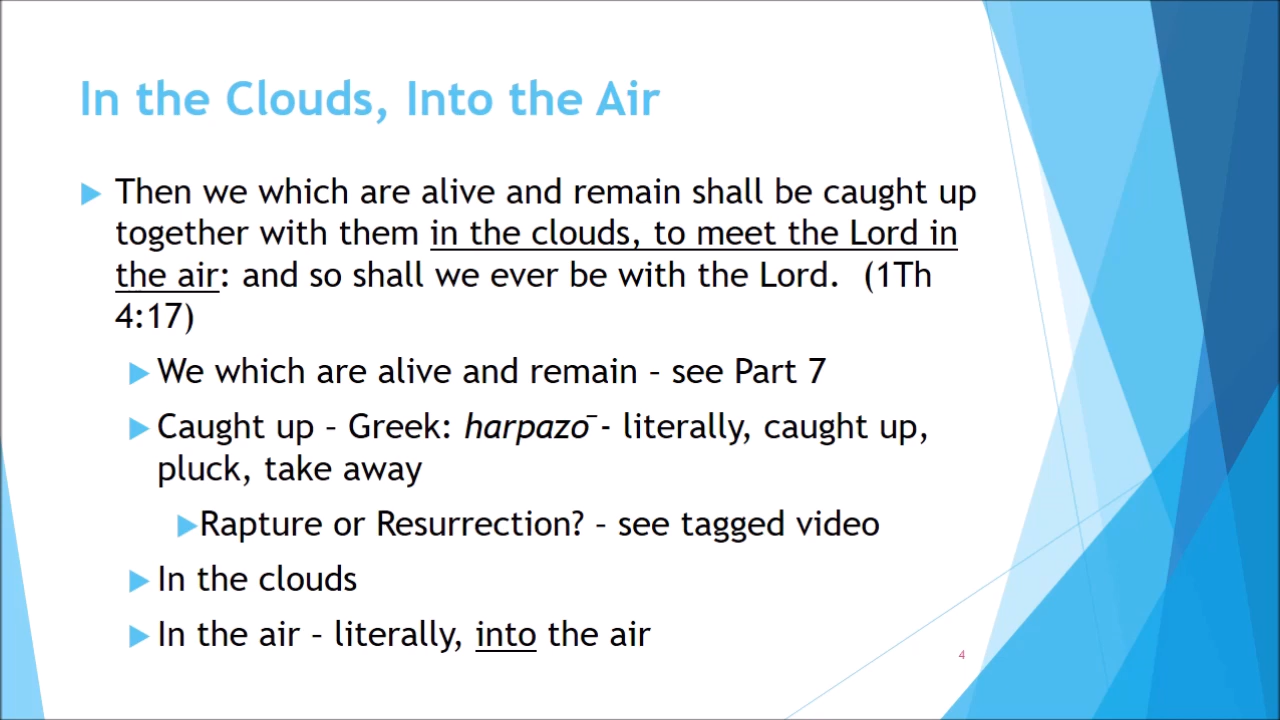 In the Clouds, Into the Air
Then we which are alive and remain shall be caught up
together with them in the clouds, to meet the Lord in
the air: and so shall we ever be with the Lord.  (1Th
4:17)
We which are alive and remain – see Part 7
Caught up – Greek: harpazo ̄ - literally, caught up,
pluck, take away
Rapture or Resurrection? – see tagged video
In the clouds
In the air – literally, into the air
4